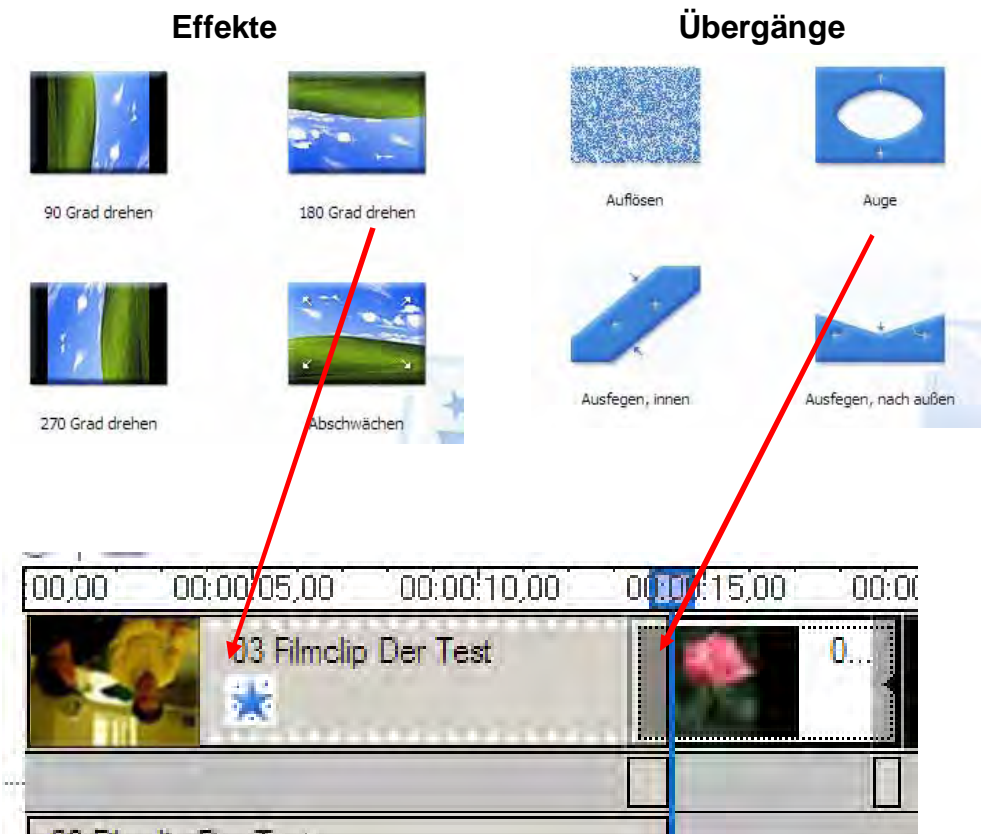 Effekte
Übergänge
90 Grad drehen
180 Grad drehen
Auflösen
Auge
270 Grad drehen
Abschwächen
Ausfegen, innen
Ausfegen, nach außen
00,00 00:00:05,00 00:00:10,00 00:00:15,00 00:00
03 Filmclip Der Test
0...